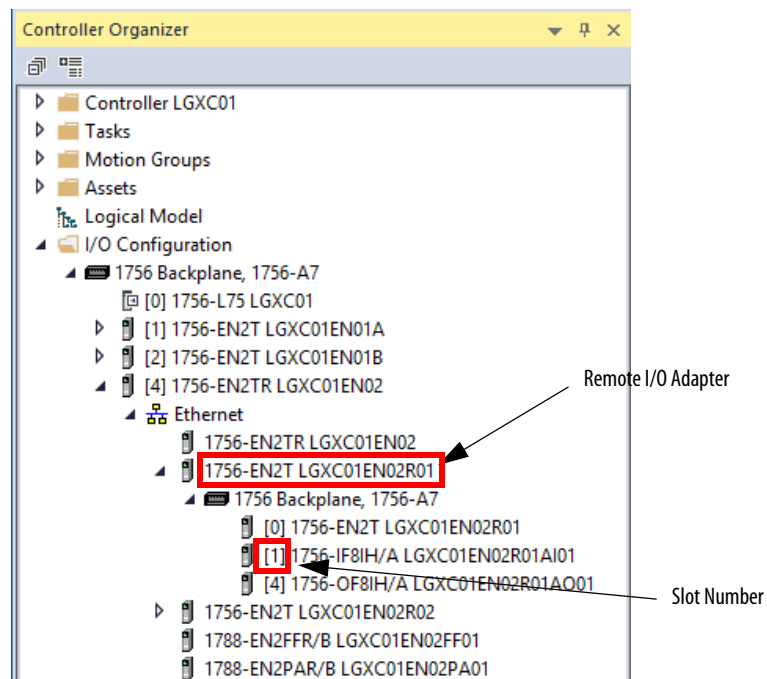 Controller Organizer
Controller LGXC01
Tasks
Motion Groups
Assets
Logical Model
I/O Configuration
1756 Backplane, 1756-A7
[0] 1756-L75 LGXC01
[1] 1756-EN2T LGXC01EN01A
[2] 1756-EN2T LGXC01EN01B
[4] 1756-EN2TR LGXC01EN02
Remote I/O Adapter
Ethernet
1756-EN2TR LGXC01EN02
1756-EN2T LGXC01EN02R01
1756 Backplane, 1756-A7
[0] 1756-EN2T LGXC01EN02R01
[1] 1756-IF8IH/A LGXC01EN02R01AI01
[4] 1756-OF8IH/A LGXC01EN02R01AO01
Slot Number
1756-EN2T LGXC01EN02R02
1788-EN2FFR/B LGXC01EN02FF01
1788-EN2PAR/B LGXC01EN02PA01